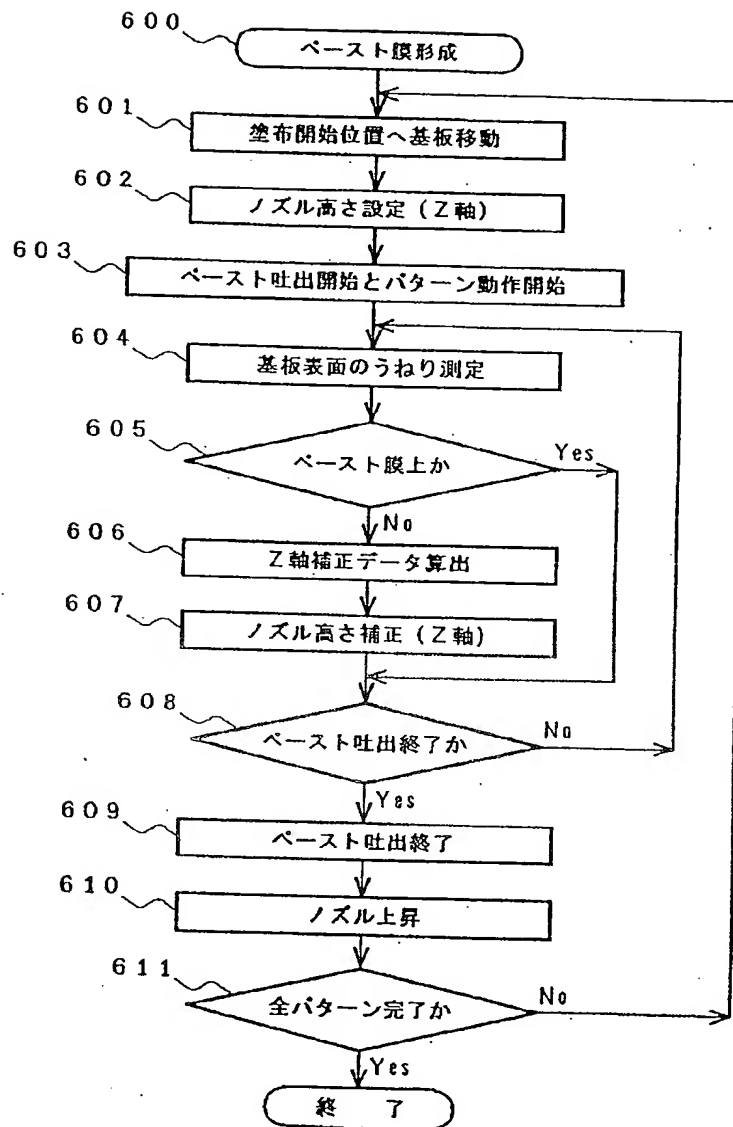 600
ペースト膜形成
601
塗布開始位置へ基板移動
602
ノズル高さ設定(Z軸)
603
ペースト吐出開始とパターン動作開始
604
基板表面のうねり測定
605
ペースト膜上か
Yes
No
606
Z軸補正データ算出
607
ノズル高さ補正(Z軸)
608
ペースト吐出終了か
No
Yes
609
ペースト吐出終了
610
ノズル上昇
611
全パターン完了か
No
Yes
終 了